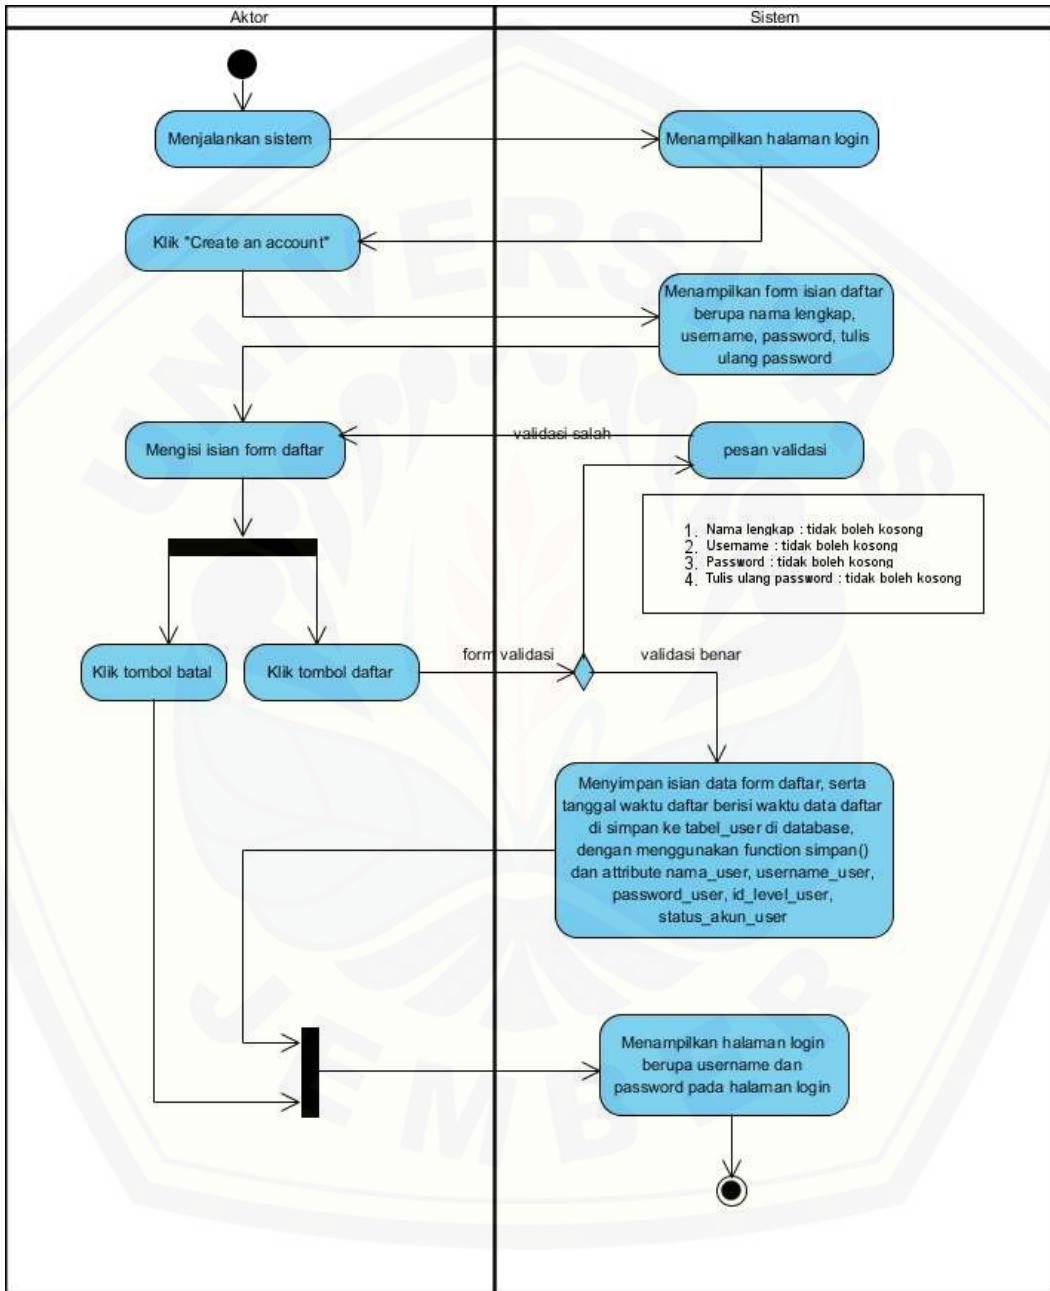 Aktor
Sistem
Menjalankan sistem
Menampilkan halaman login
Klik "Create an account"
Menampilkan form isian daftar
berupa nama lengkap,
username, password, tulis
ulang password
Mengisi isian form daftar
validasi salah
pesan validasi
1. Nama lengkap : tidak boleh kosong
2. Username : tidak boleh kosong
3. Password : tidak boleh kosong
4. Tulis ulang password : tidak boleh kosong
Klik tombol batal
Klik tombol daftar
form validasi
validasi benar
Menyimpan isian data form daftar, serta
tanggal waktu daftar berisi waktu data daftar
di simpan ke tabel_user di database,
dengan menggunakan function simpan()
dan attribute nama_user, username_user,
password_user, id_level_user,
status_akun_user
Menampilkan halaman login
berupa username dan
password pada halaman login
UNIVERSITAS
JEMBER